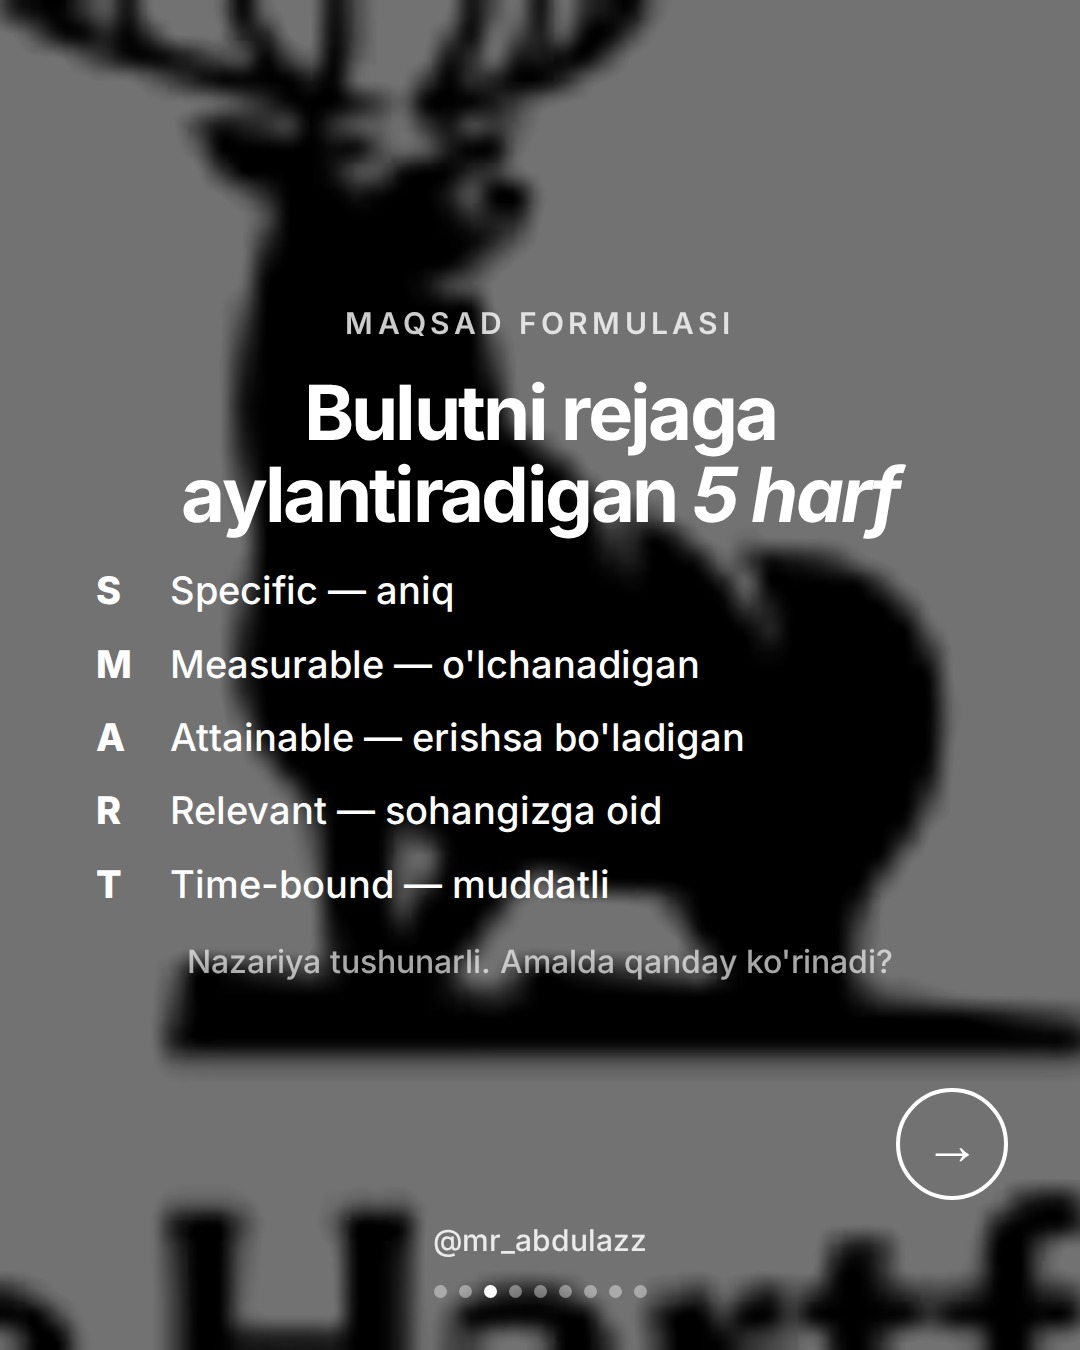 MAQSAD FORMULASI
Bulutni rejaga
aylantiradigan 5 harf
S Specific — aniq
M Measurable — o'lchanadigan
A Attainable — erishsa bo'ladigan
R Relevant — sohangizga oid
T Time-bound — muddatli
Nazariya tushunarli. Amalda qanday ko'rinadi?
→
@mr_abdulazz